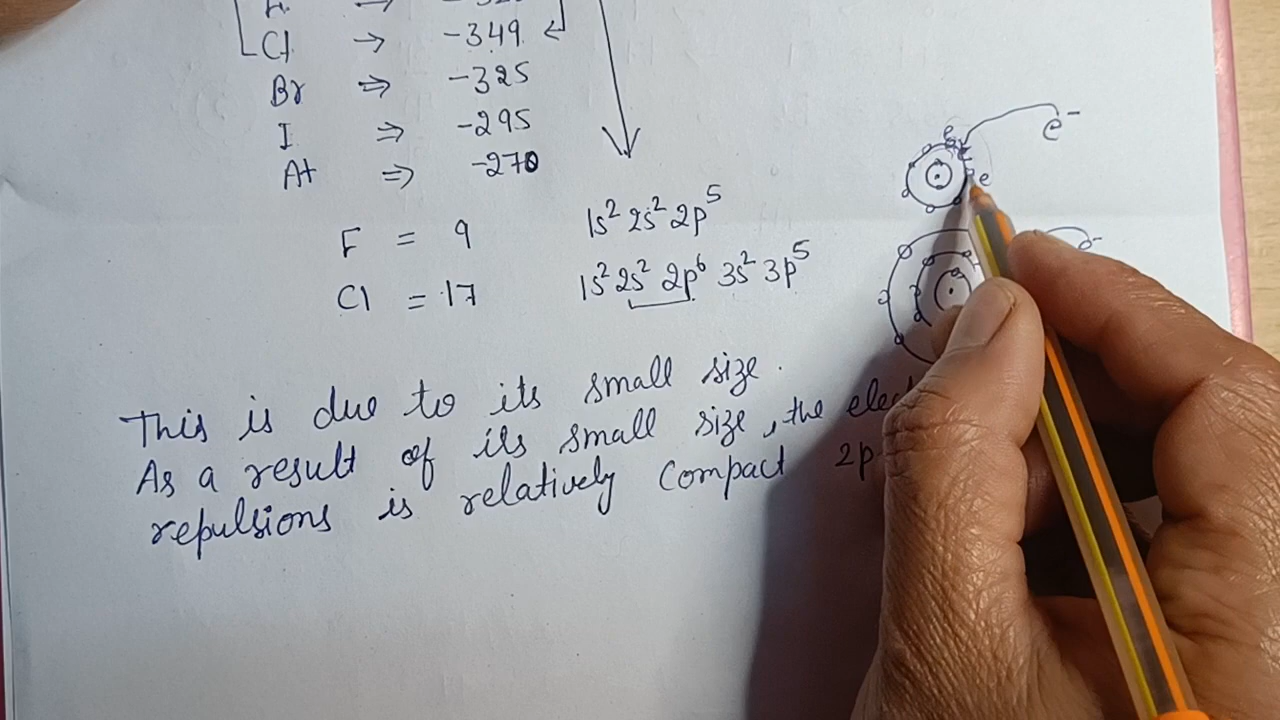 Cl → -349
Br ⇒ -325
I ⇒ -295
At ⇒ -270
F = 9 1s² 2s² 2p⁵
Cl = 17 1s² 2s² 2p⁶ 3s² 3p⁵
e⁻
e
e
This is due to its small size.
As a result of its small size, the
repulsions is relatively compact 2p